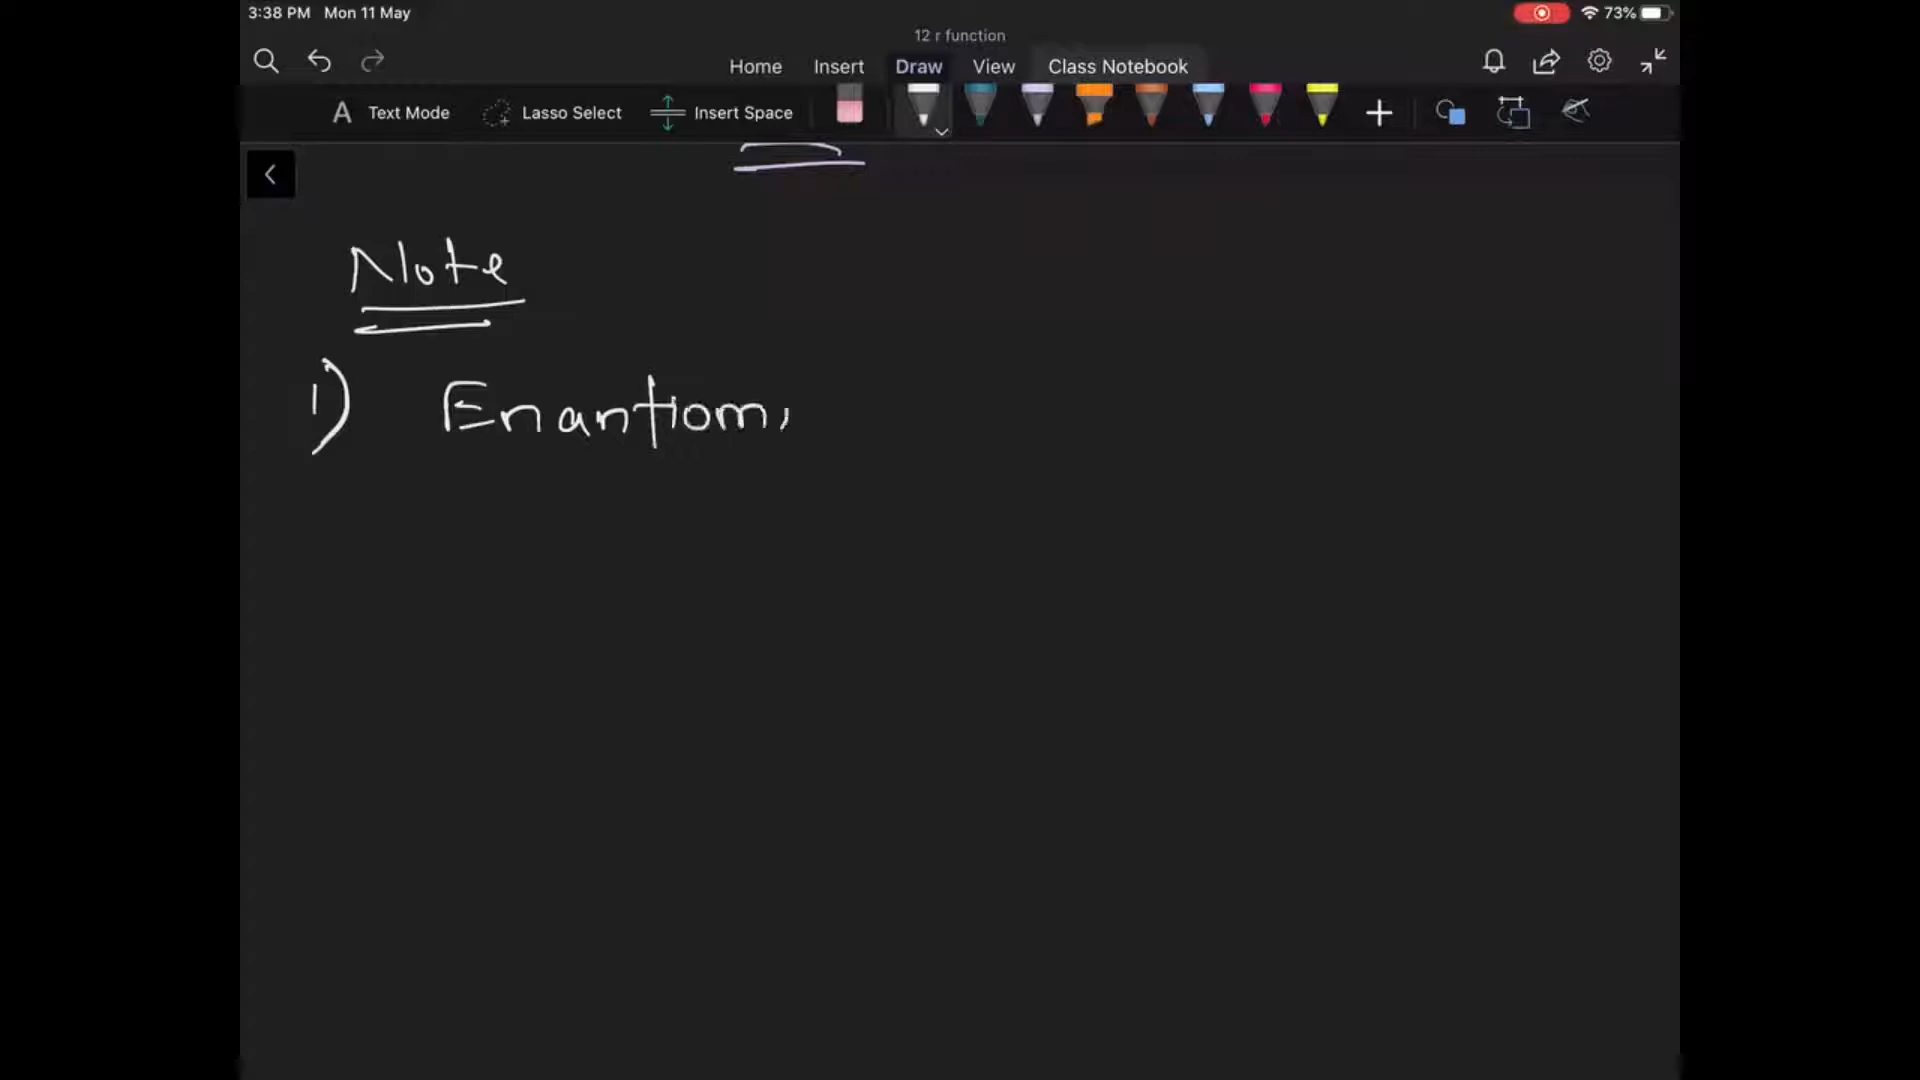 3:38 PM Mon 11 May
73%
12 r function
Home Insert Draw View Class Notebook
A Text Mode Lasso Select Insert Space
Note
1) Enantiom,